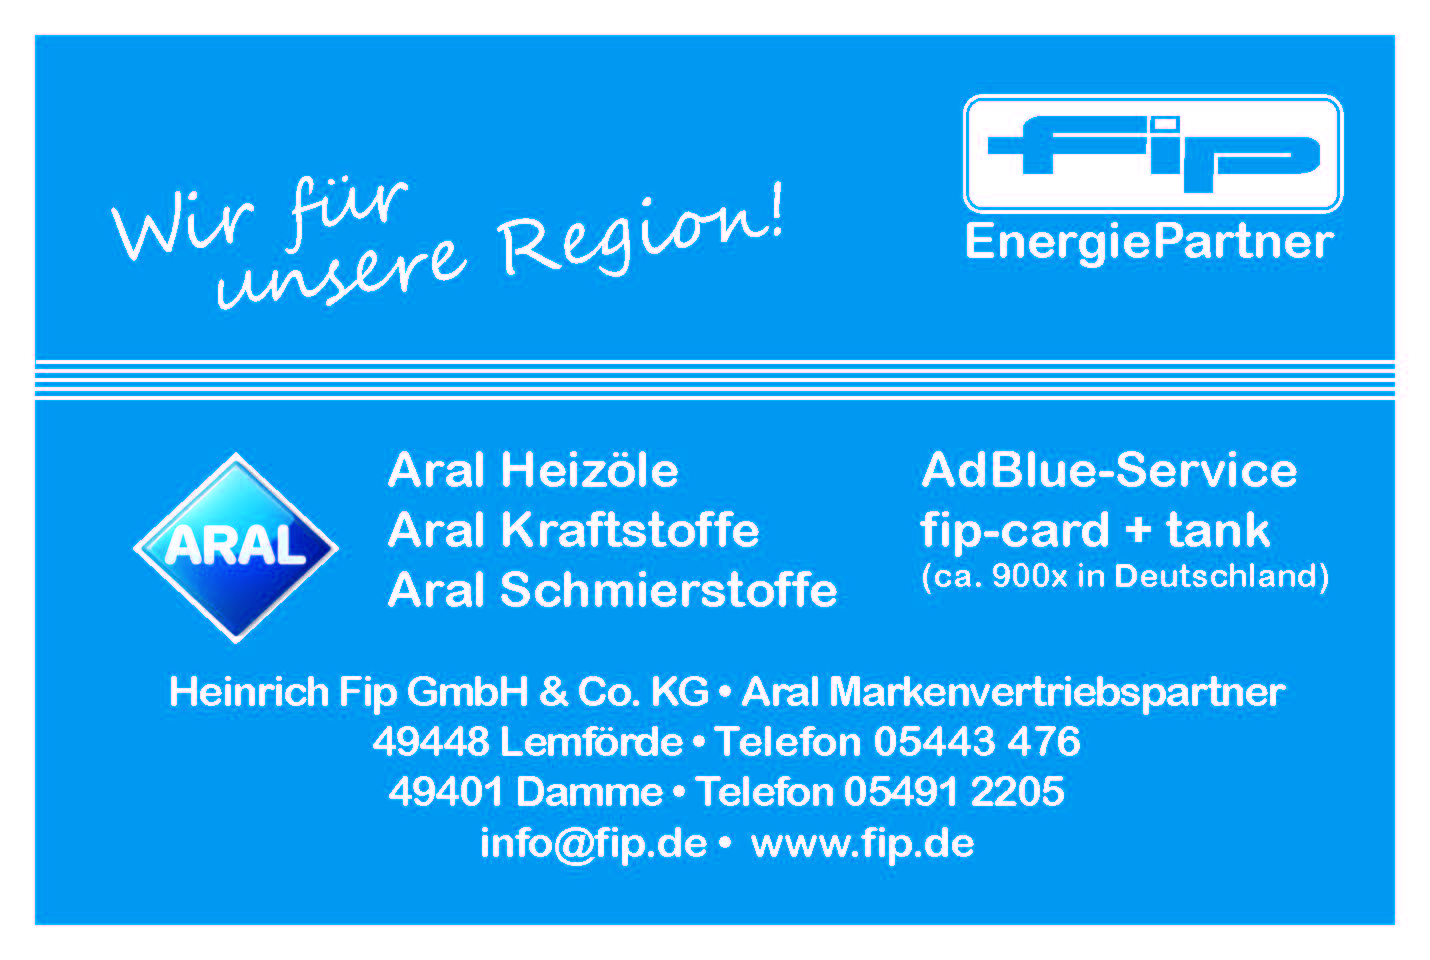 Wir für
unsere Region!
fip
EnergiePartner
ARAL
Aral Heizöle
Aral Kraftstoffe
Aral Schmierstoffe
AdBlue-Service
fip-card + tank
(ca. 900x in Deutschland)
Heinrich Fip GmbH & Co. KG • Aral Markenvertriebspartner
49448 Lemförde • Telefon 05443 476
49401 Damme • Telefon 05491 2205
info@fip.de • www.fip.de